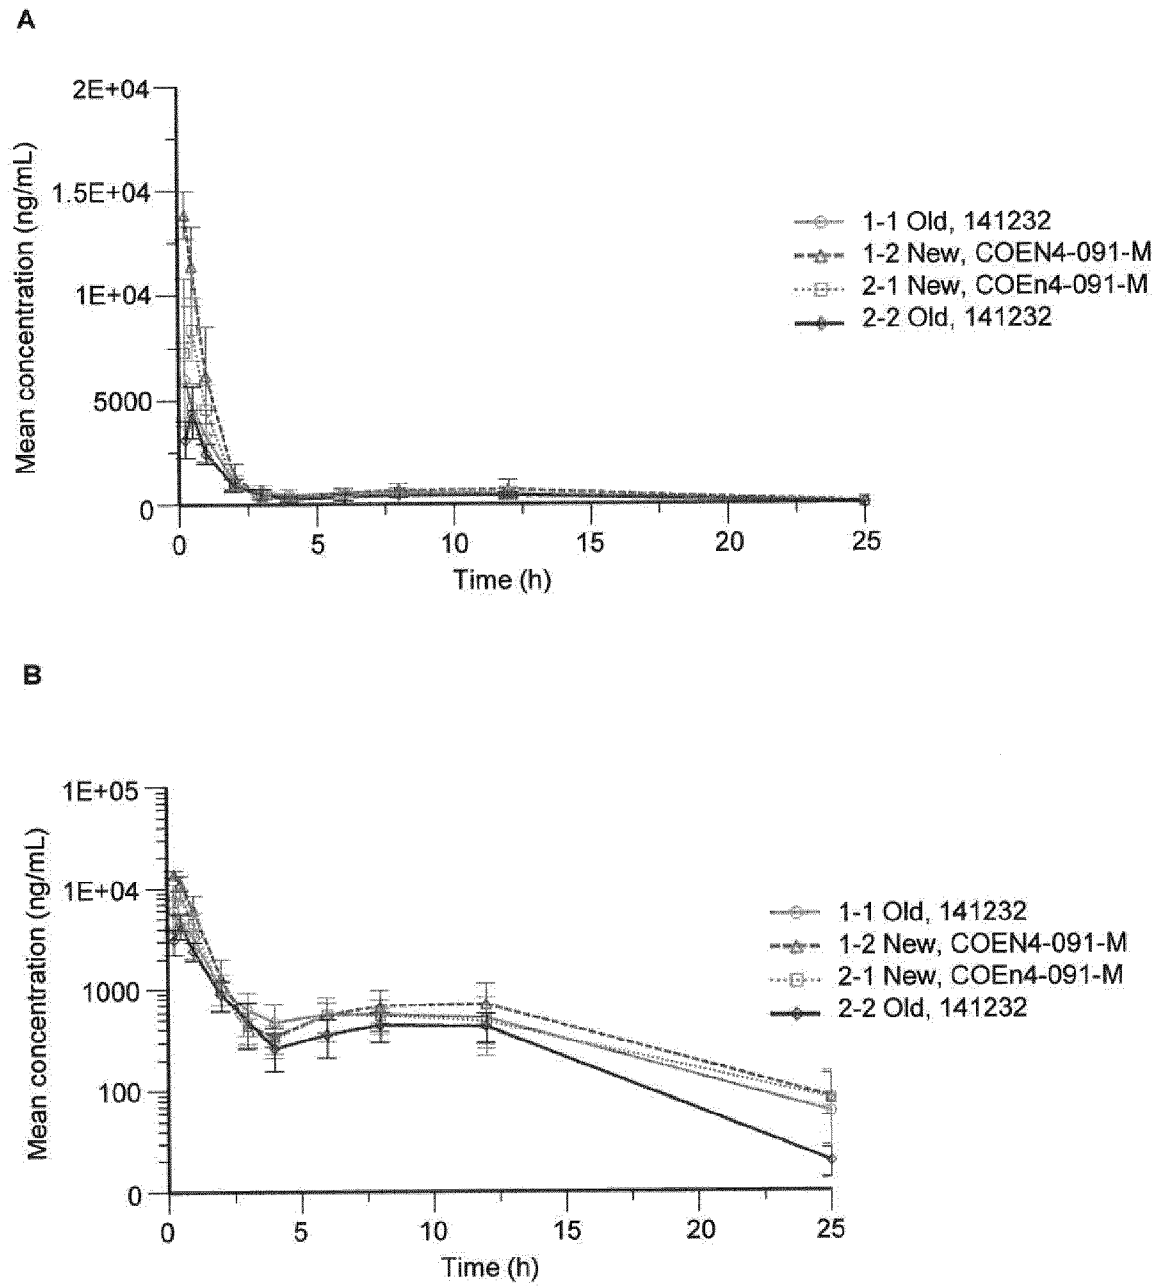 A
2E+04
1.5E+04
1E+04
5000
0
Mean concentration (ng/mL)
0 5 10 15 20 25
Time (h)
1-1 Old, 141232
1-2 New, COEN4-091-M
2-1 New, COEn4-091-M
2-2 Old, 141232
B
1E+05
1E+04
1000
100
0
Mean concentration (ng/mL)
0 5 10 15 20 25
Time (h)
1-1 Old, 141232
1-2 New, COEN4-091-M
2-1 New, COEn4-091-M
2-2 Old, 141232